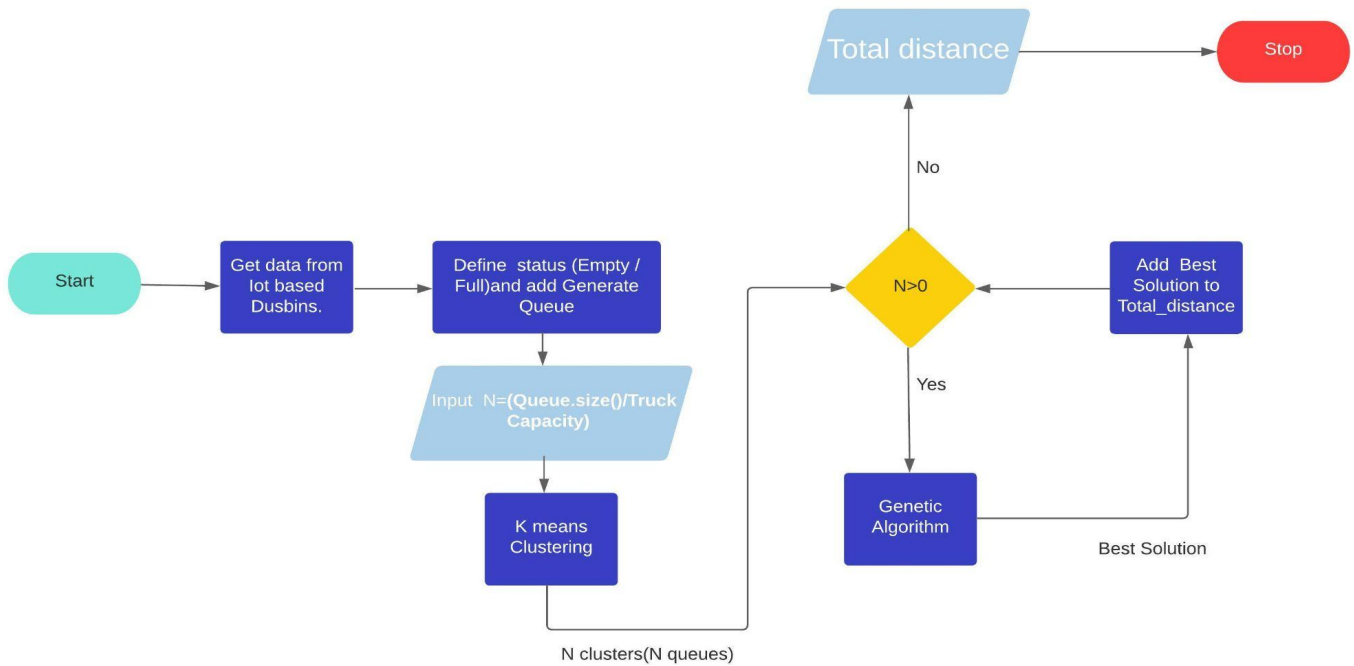 Start
Get data from
Iot based
Dusbins.
Define status (Empty /
Full)and add Generate
Queue
Input N=(Queue.size()/Truck
Capacity)
K means
Clustering
N clusters(N queues)
N>0
No
Total distance
Stop
Yes
Genetic
Algorithm
Best Solution
Add Best
Solution to
Total_distance